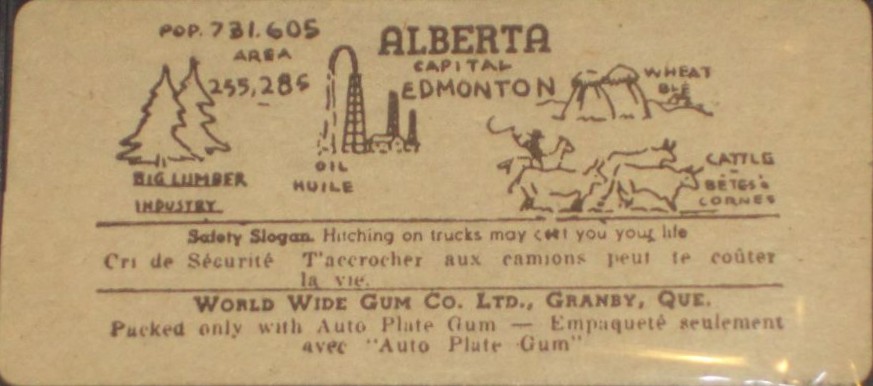 POP. 731.605
AREA
255,285
ALBERTA
CAPITAL
EDMONTON
WHEAT
BLÉ
OIL
HUILE
BIG LUMBER
INDUSTRY
CATTLE
BÊTES à
CORNES
Safety Slogan. Hitching on trucks may cost you your life
Cri de Sécurité T'accrocher aux camions peut te coûter
la vie.
WORLD WIDE GUM CO. LTD., GRANBY, QUE.
Packed only with Auto Plate Gum — Empaqueté seulement
avec "Auto Plate Gum"